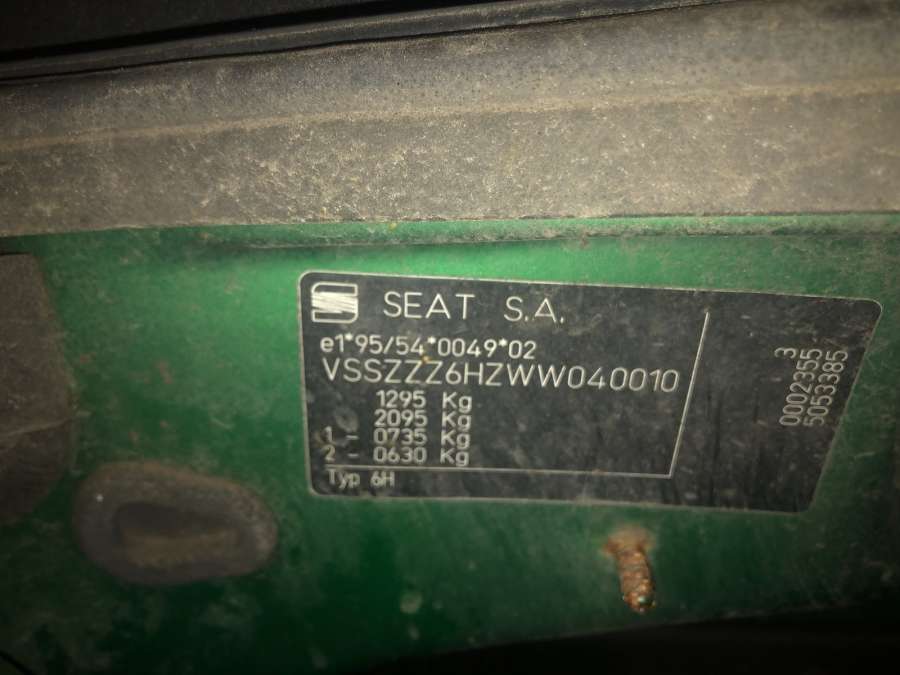 SEAT S.A.
e1*95/54*0049*02
VSSZZZ6HZWW040010
1295 Kg
2095 Kg
1 - 0735 Kg
2 - 0630 Kg
Typ 6H
3
0002355
5053385